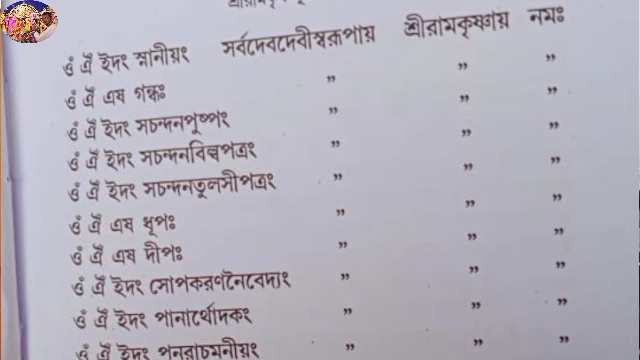 ওঁ ঐঁ ইদং স্নানীয়ং সর্বদেবদেবীস্বরূপায় শ্রীরামকৃষ্ণায় নমঃ
ওঁ ঐঁ এষ গন্ধঃ " " "
ওঁ ঐঁ ইদং সচন্দনপুষ্পং " " "
ওঁ ঐঁ ইদং সচন্দনবিল্বপত্রং " " "
ওঁ ঐঁ ইদং সচন্দনতুলসীপত্রং " " "
ওঁ ঐঁ এষ ধূপঃ " " "
ওঁ ঐঁ এষ দীপঃ " " "
ওঁ ঐঁ ইদং সোপকরণনৈবেদ্যং " " "
ওঁ ঐঁ ইদং পানার্থোদকং " " "
ওঁ ঐঁ ইদং পুনরাচমনীয়ং " " "